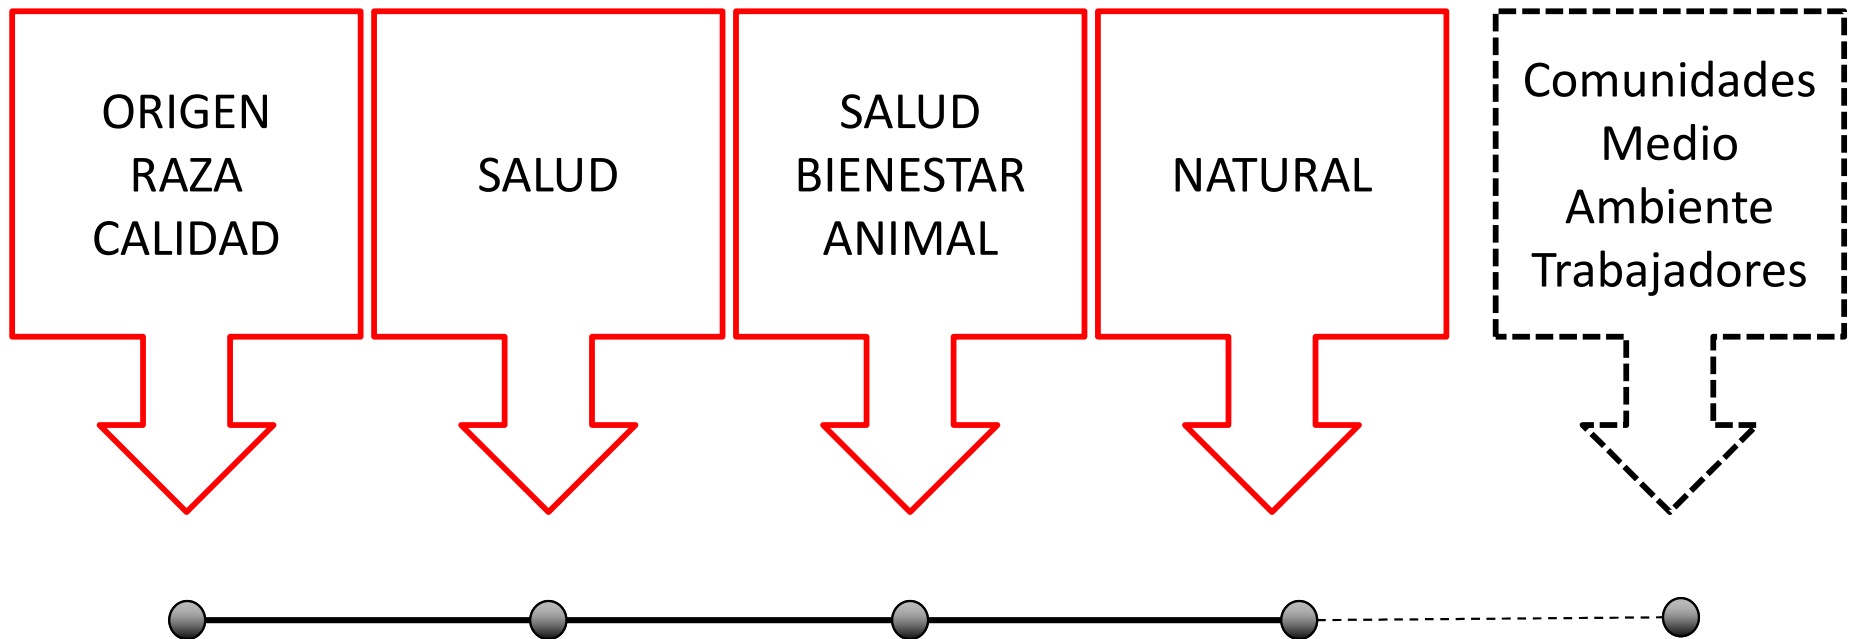 ORIGEN
RAZA
CALIDAD
SALUD
SALUD
BIENESTAR
ANIMAL
NATURAL
Comunidades
Medio
Ambiente
Trabajadores